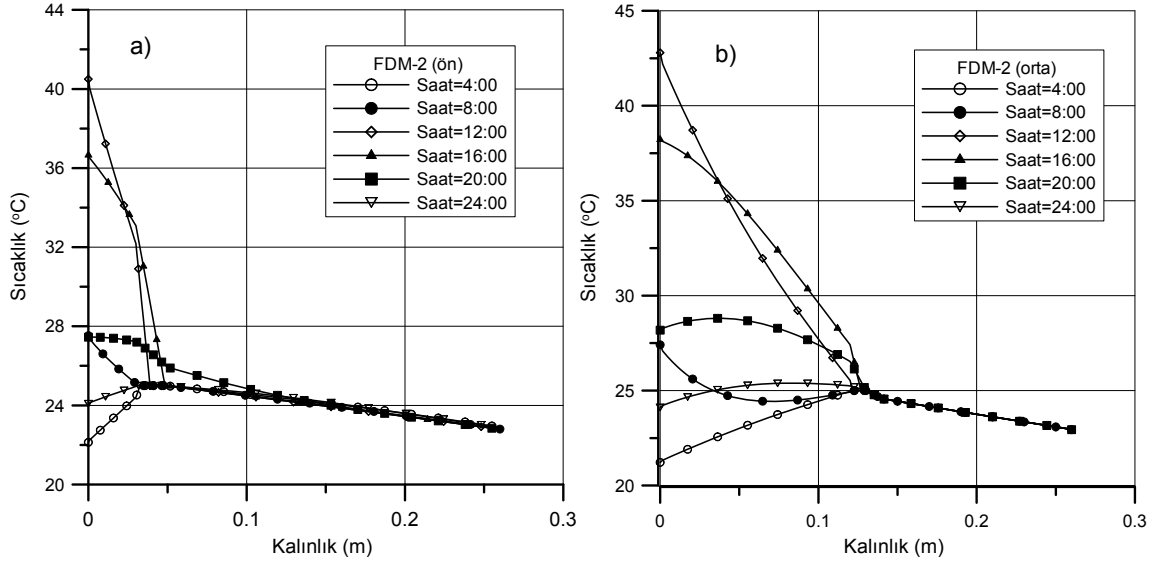 a)
FDM-2 (ön)
Saat=4:00
Saat=8:00
Saat=12:00
Saat=16:00
Saat=20:00
Saat=24:00
44
40
36
32
28
24
20
Sıcaklık (°C)
0
0.1
0.2
0.3
Kalınlık (m)
b)
FDM-2 (orta)
Saat=4:00
Saat=8:00
Saat=12:00
Saat=16:00
Saat=20:00
Saat=24:00
45
40
35
30
25
20
Sıcaklık (°C)
0
0.1
0.2
0.3
Kalınlık (m)